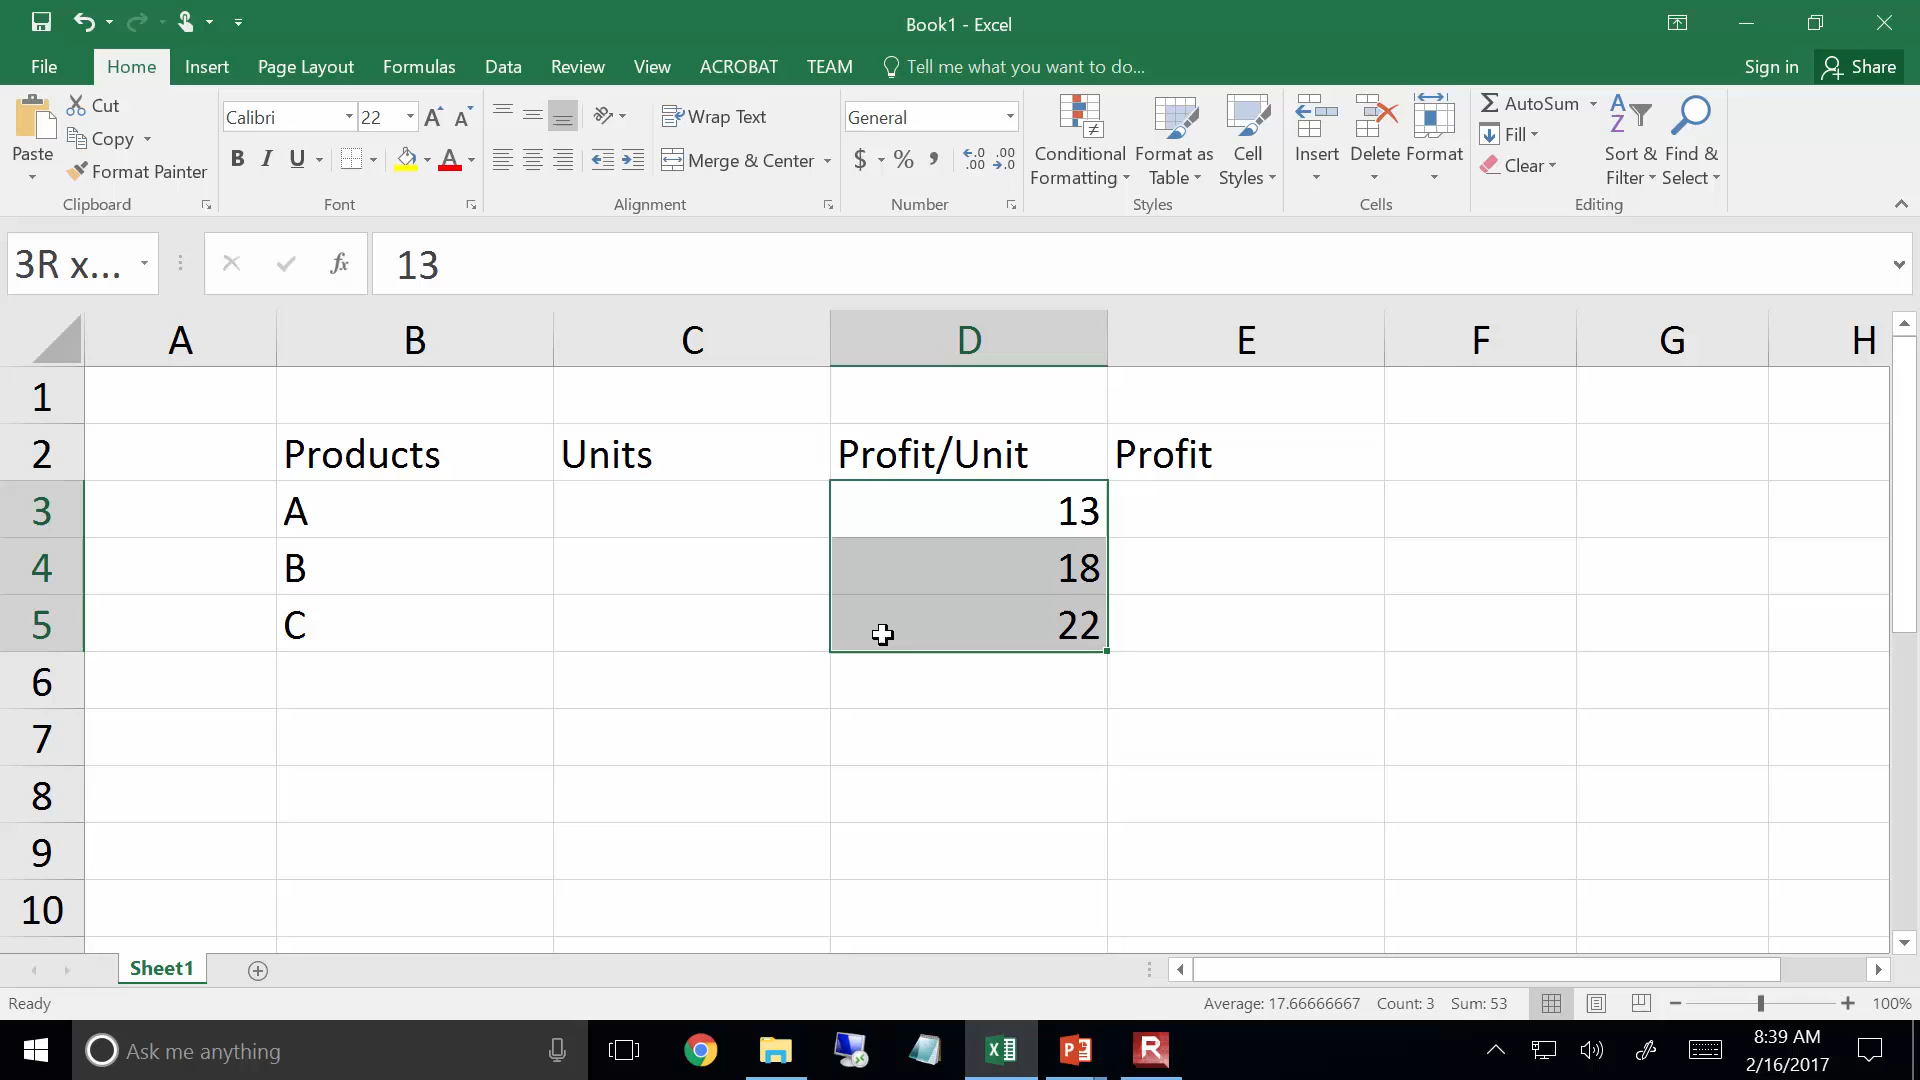 Book1 - Excel
File Home Insert Page Layout Formulas Data Review View ACROBAT TEAM Tell me what you want to do... Sign in Share
Paste
Cut
Copy
Format Painter
Clipboard
Calibri 22
B I U A
Font
Wrap Text
Merge & Center
Alignment
General
$ % , .0 .00 .00 .0
Number
Conditional Formatting
Format as Table
Cell Styles
Styles
Insert Delete Format
Cells
AutoSum
Fill
Clear
Sort & Filter
Find & Select
Editing
3R x... fx 13
A B C D E F G H
1
2 Products Units Profit/Unit Profit
3 A 13
4 B 18
5 C 22
6
7
8
9
10
Sheet1
Ready Average: 17.66666667 Count: 3 Sum: 53 100%
Ask me anything
8:39 AM
2/16/2017